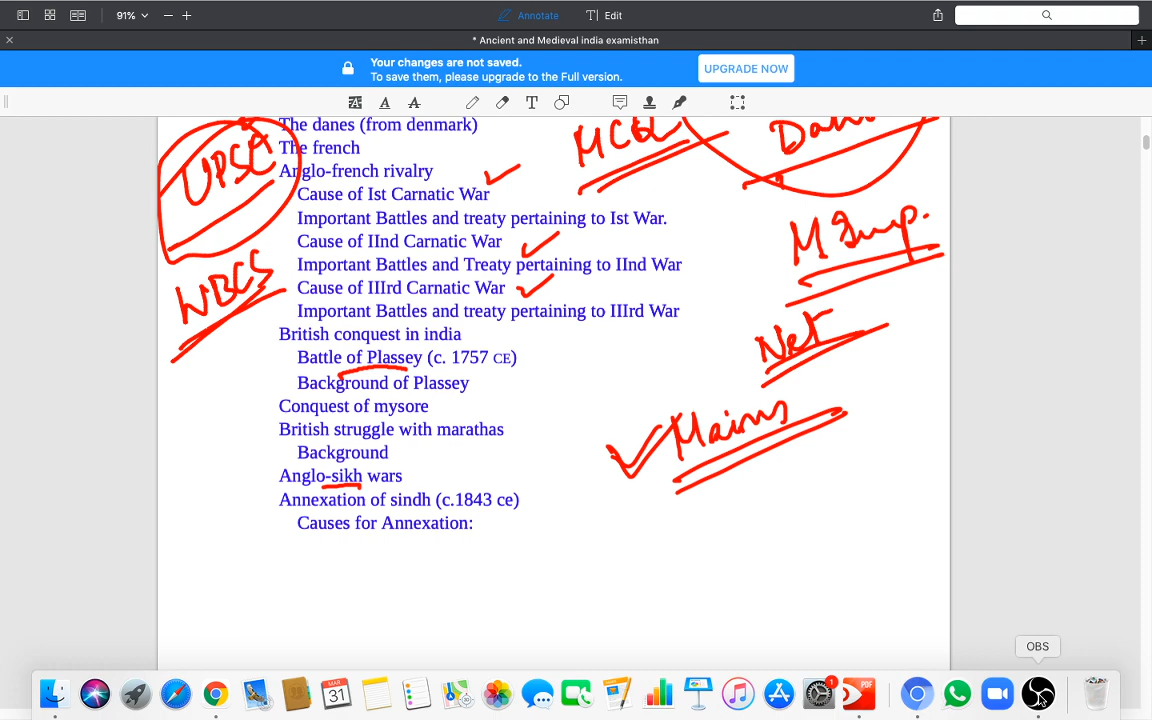 91%
Annotate
Edit
* Ancient and Medieval india examisthan
Your changes are not saved.
To save them, please upgrade to the Full version.
UPGRADE NOW
The danes (from denmark)
The french
Anglo-french rivalry
Cause of Ist Carnatic War
Important Battles and treaty pertaining to Ist War.
Cause of IInd Carnatic War
Important Battles and Treaty pertaining to IInd War
Cause of IIIrd Carnatic War
Important Battles and treaty pertaining to IIIrd War
British conquest in india
Battle of Plassey (c. 1757 CE)
Background of Plassey
Conquest of mysore
British struggle with marathas
Background
Anglo-sikh wars
Annexation of sindh (c.1843 ce)
Causes for Annexation:
UPSC
WBCS
MCQ
M Imp.
Net
Mains
OBS
MAR
31
1